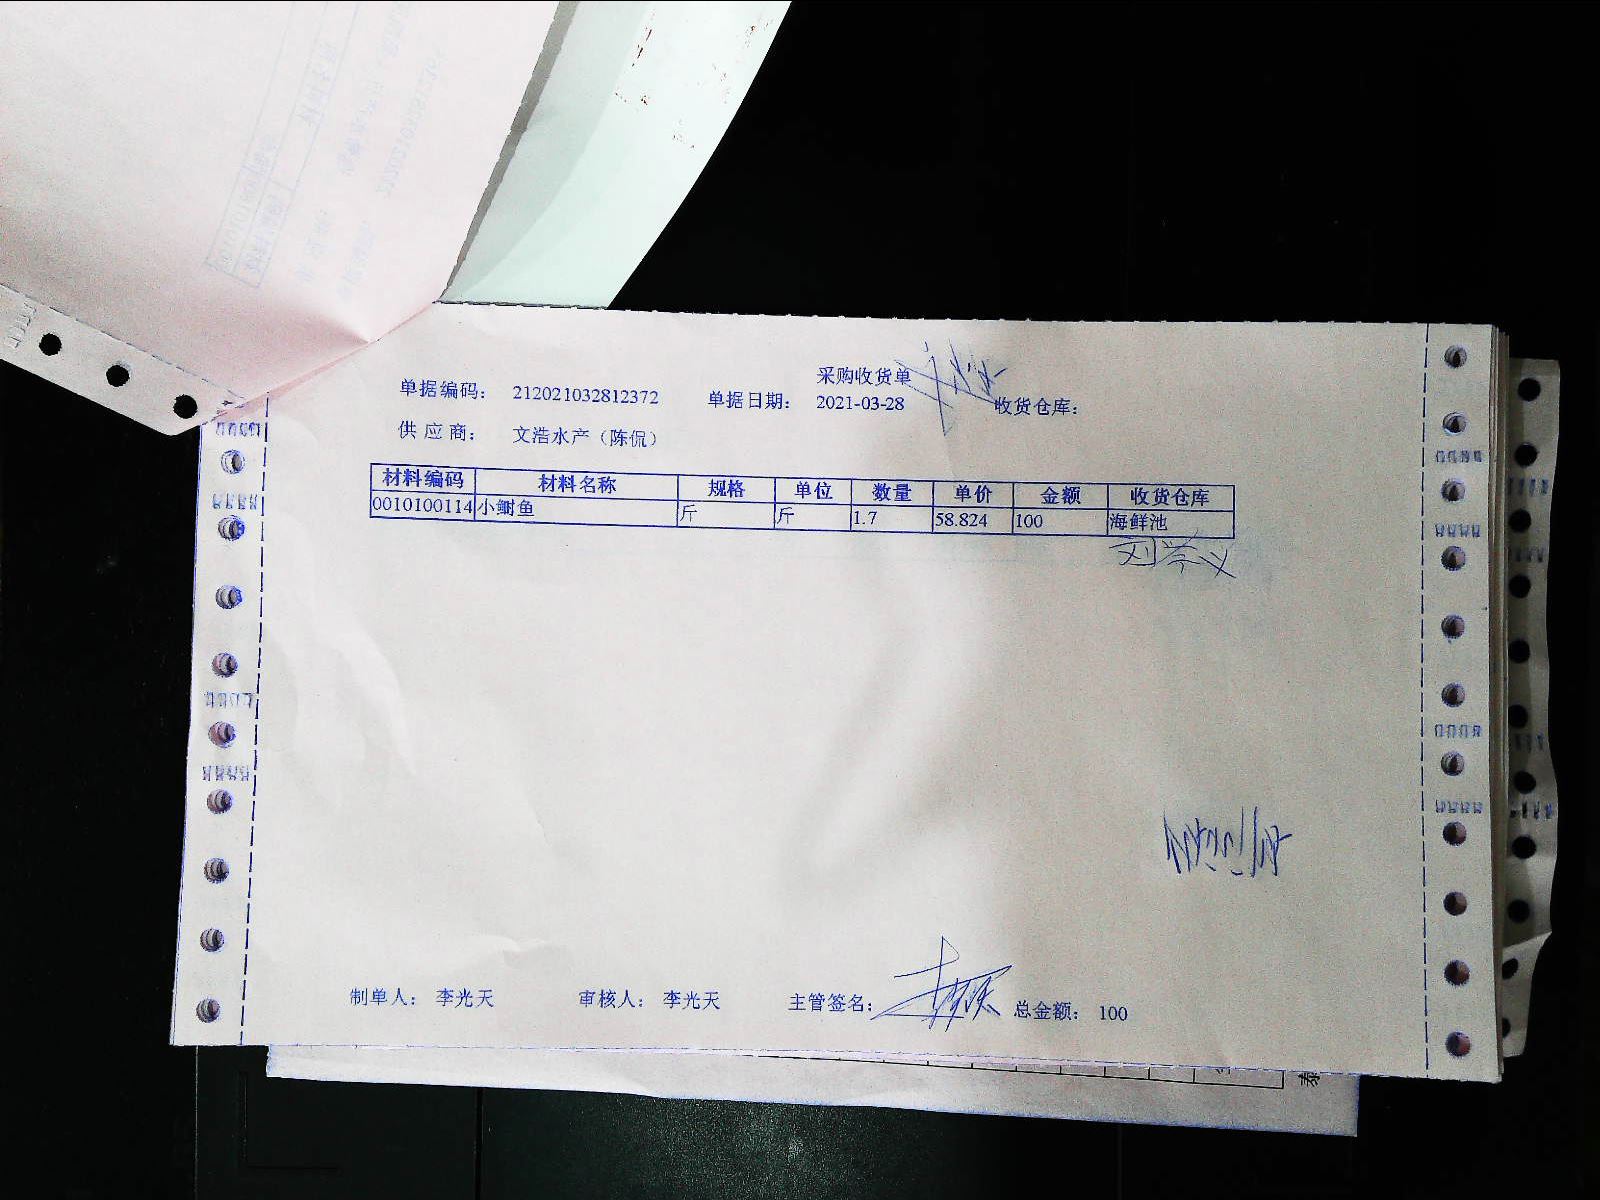 采购收货单
单据编码： 212021032812372 单据日期： 2021-03-28 收货仓库：
供 应 商： 文浩水产（陈侃）
材料编码 材料名称 规格 单位 数量 单价 金额 收货仓库
0010100114 小鲥鱼 斤 斤 1.7 58.824 100 海鲜池
制单人： 李光天 审核人： 李光天 主管签名： 总金额： 100